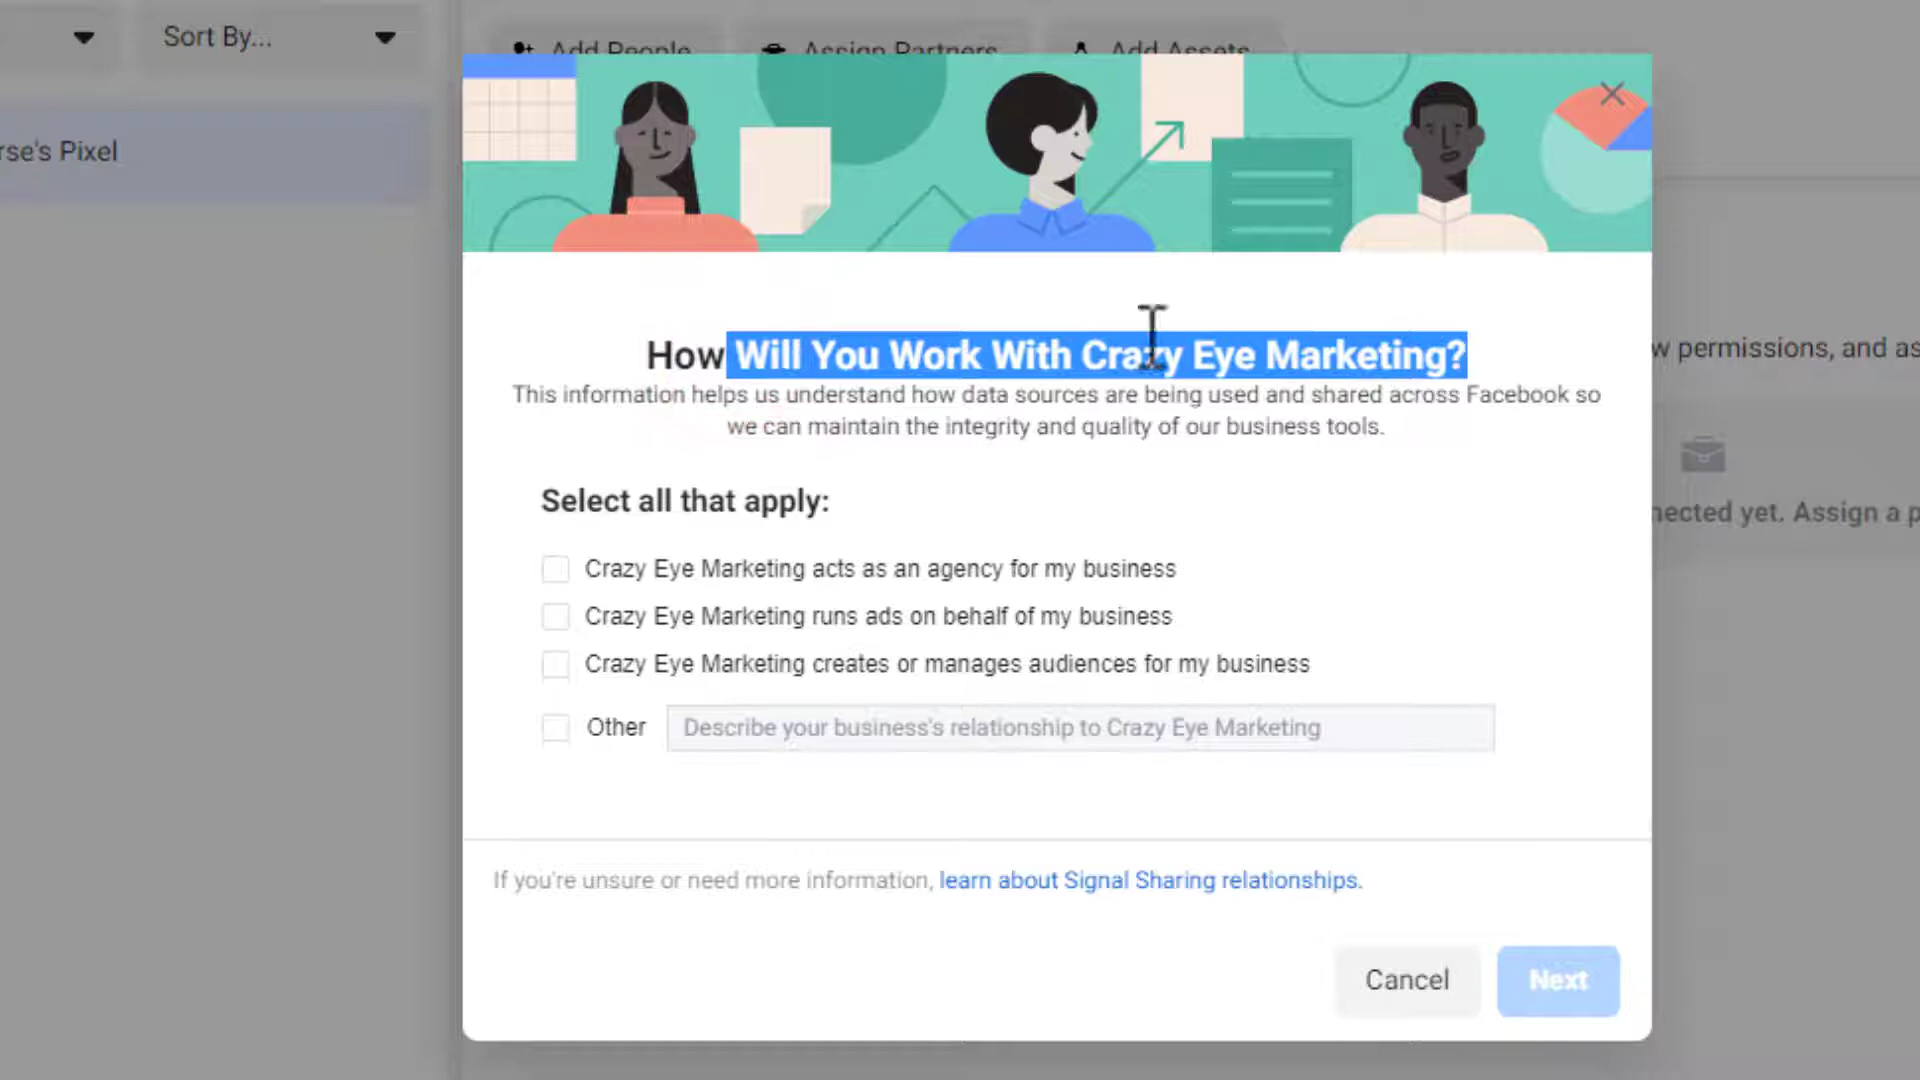 Sort By...
Add People
Assign Partners
Add Assets
rse's Pixel
How Will You Work With Crazy Eye Marketing?
This information helps us understand how data sources are being used and shared across Facebook so
we can maintain the integrity and quality of our business tools.
w permissions, and as
Select all that apply:
nected yet. Assign a p
Crazy Eye Marketing acts as an agency for my business
Crazy Eye Marketing runs ads on behalf of my business
Crazy Eye Marketing creates or manages audiences for my business
Other
Describe your business's relationship to Crazy Eye Marketing
If you're unsure or need more information, learn about Signal Sharing relationships.
Cancel
Next